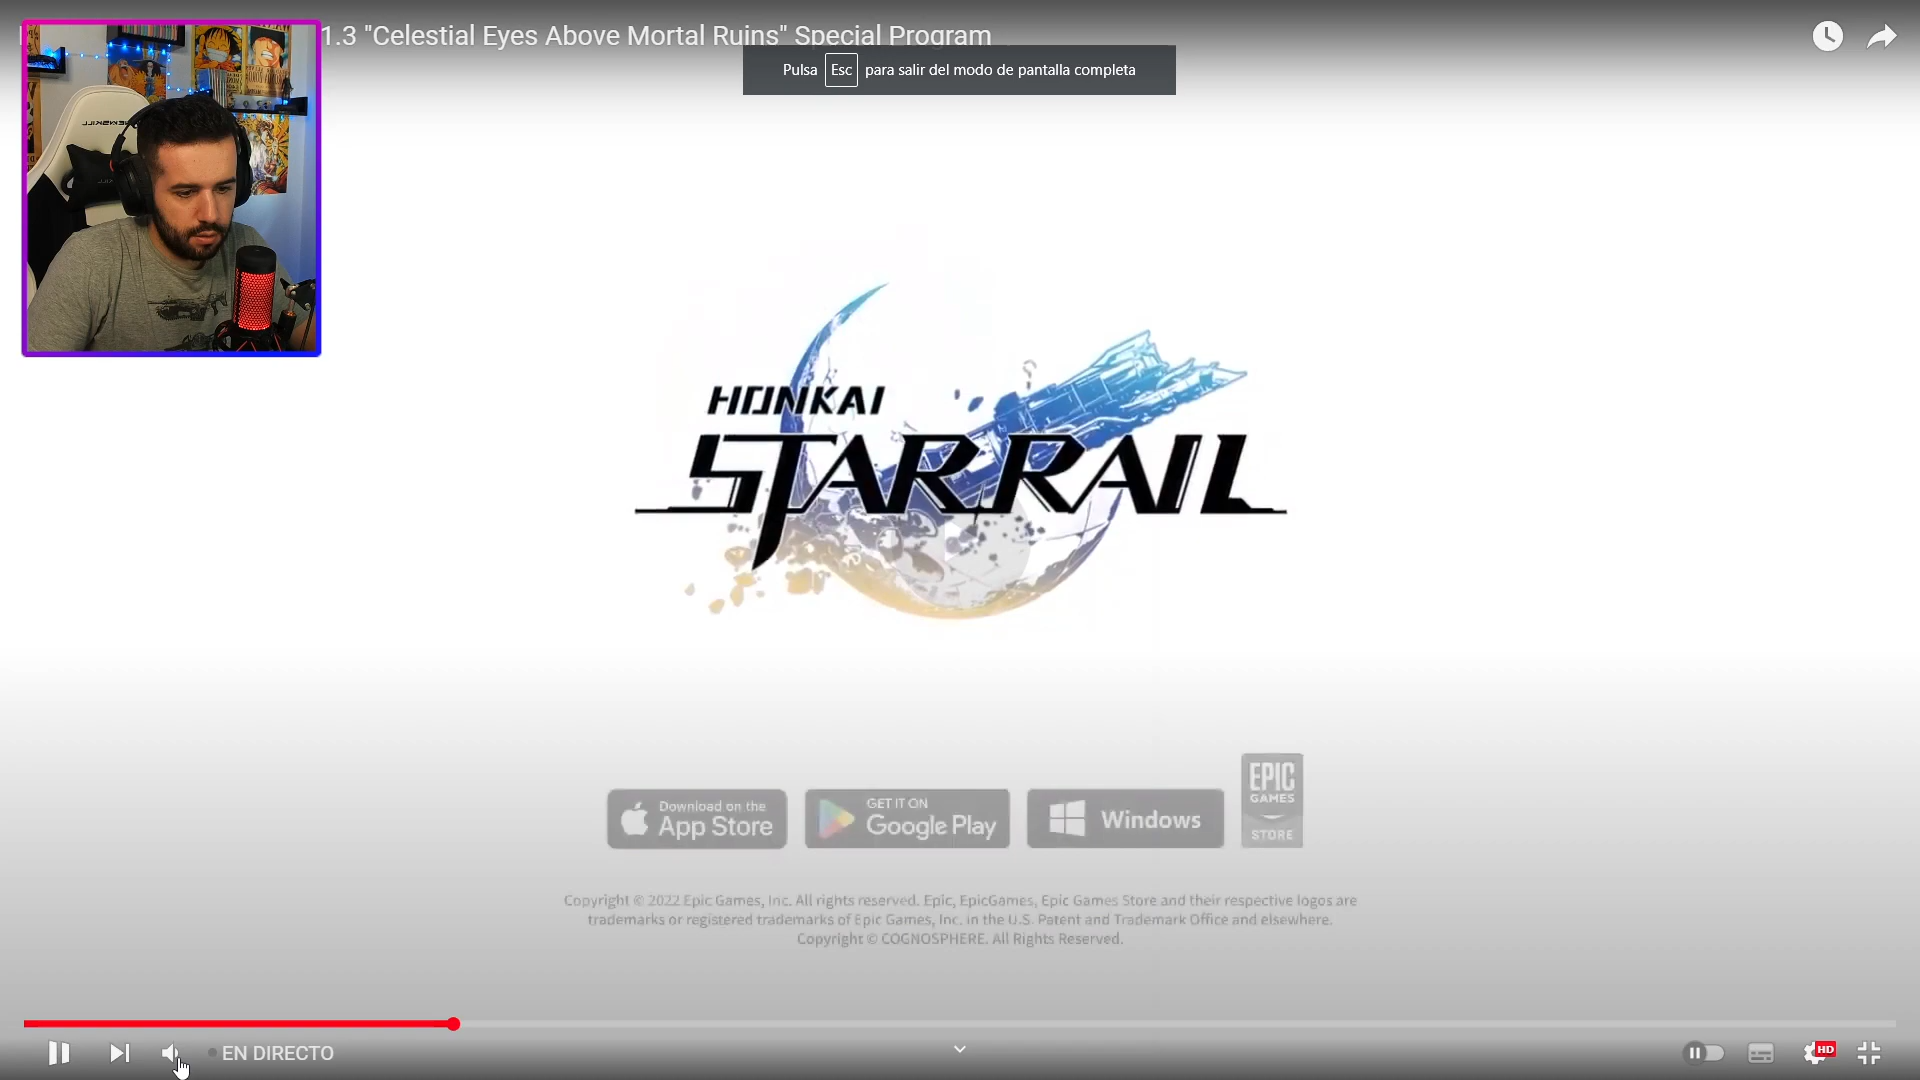 1.3 "Celestial Eyes Above Mortal Ruins" Special Program
Pulsa Esc para salir del modo de pantalla completa
HONKAI
STAR RAIL
Download on the
App Store
GET IT ON
Google Play
Windows
EPIC
GAMES
STORE
Copyright © 2022 Epic Games, Inc. All rights reserved. Epic, EpicGames, Epic Games Store and their respective logos are
trademarks or registered trademarks of Epic Games, Inc. in the U.S. Patent and Trademark Office and elsewhere.
Copyright © COGNOSPHERE. All Rights Reserved.
EN DIRECTO
HD